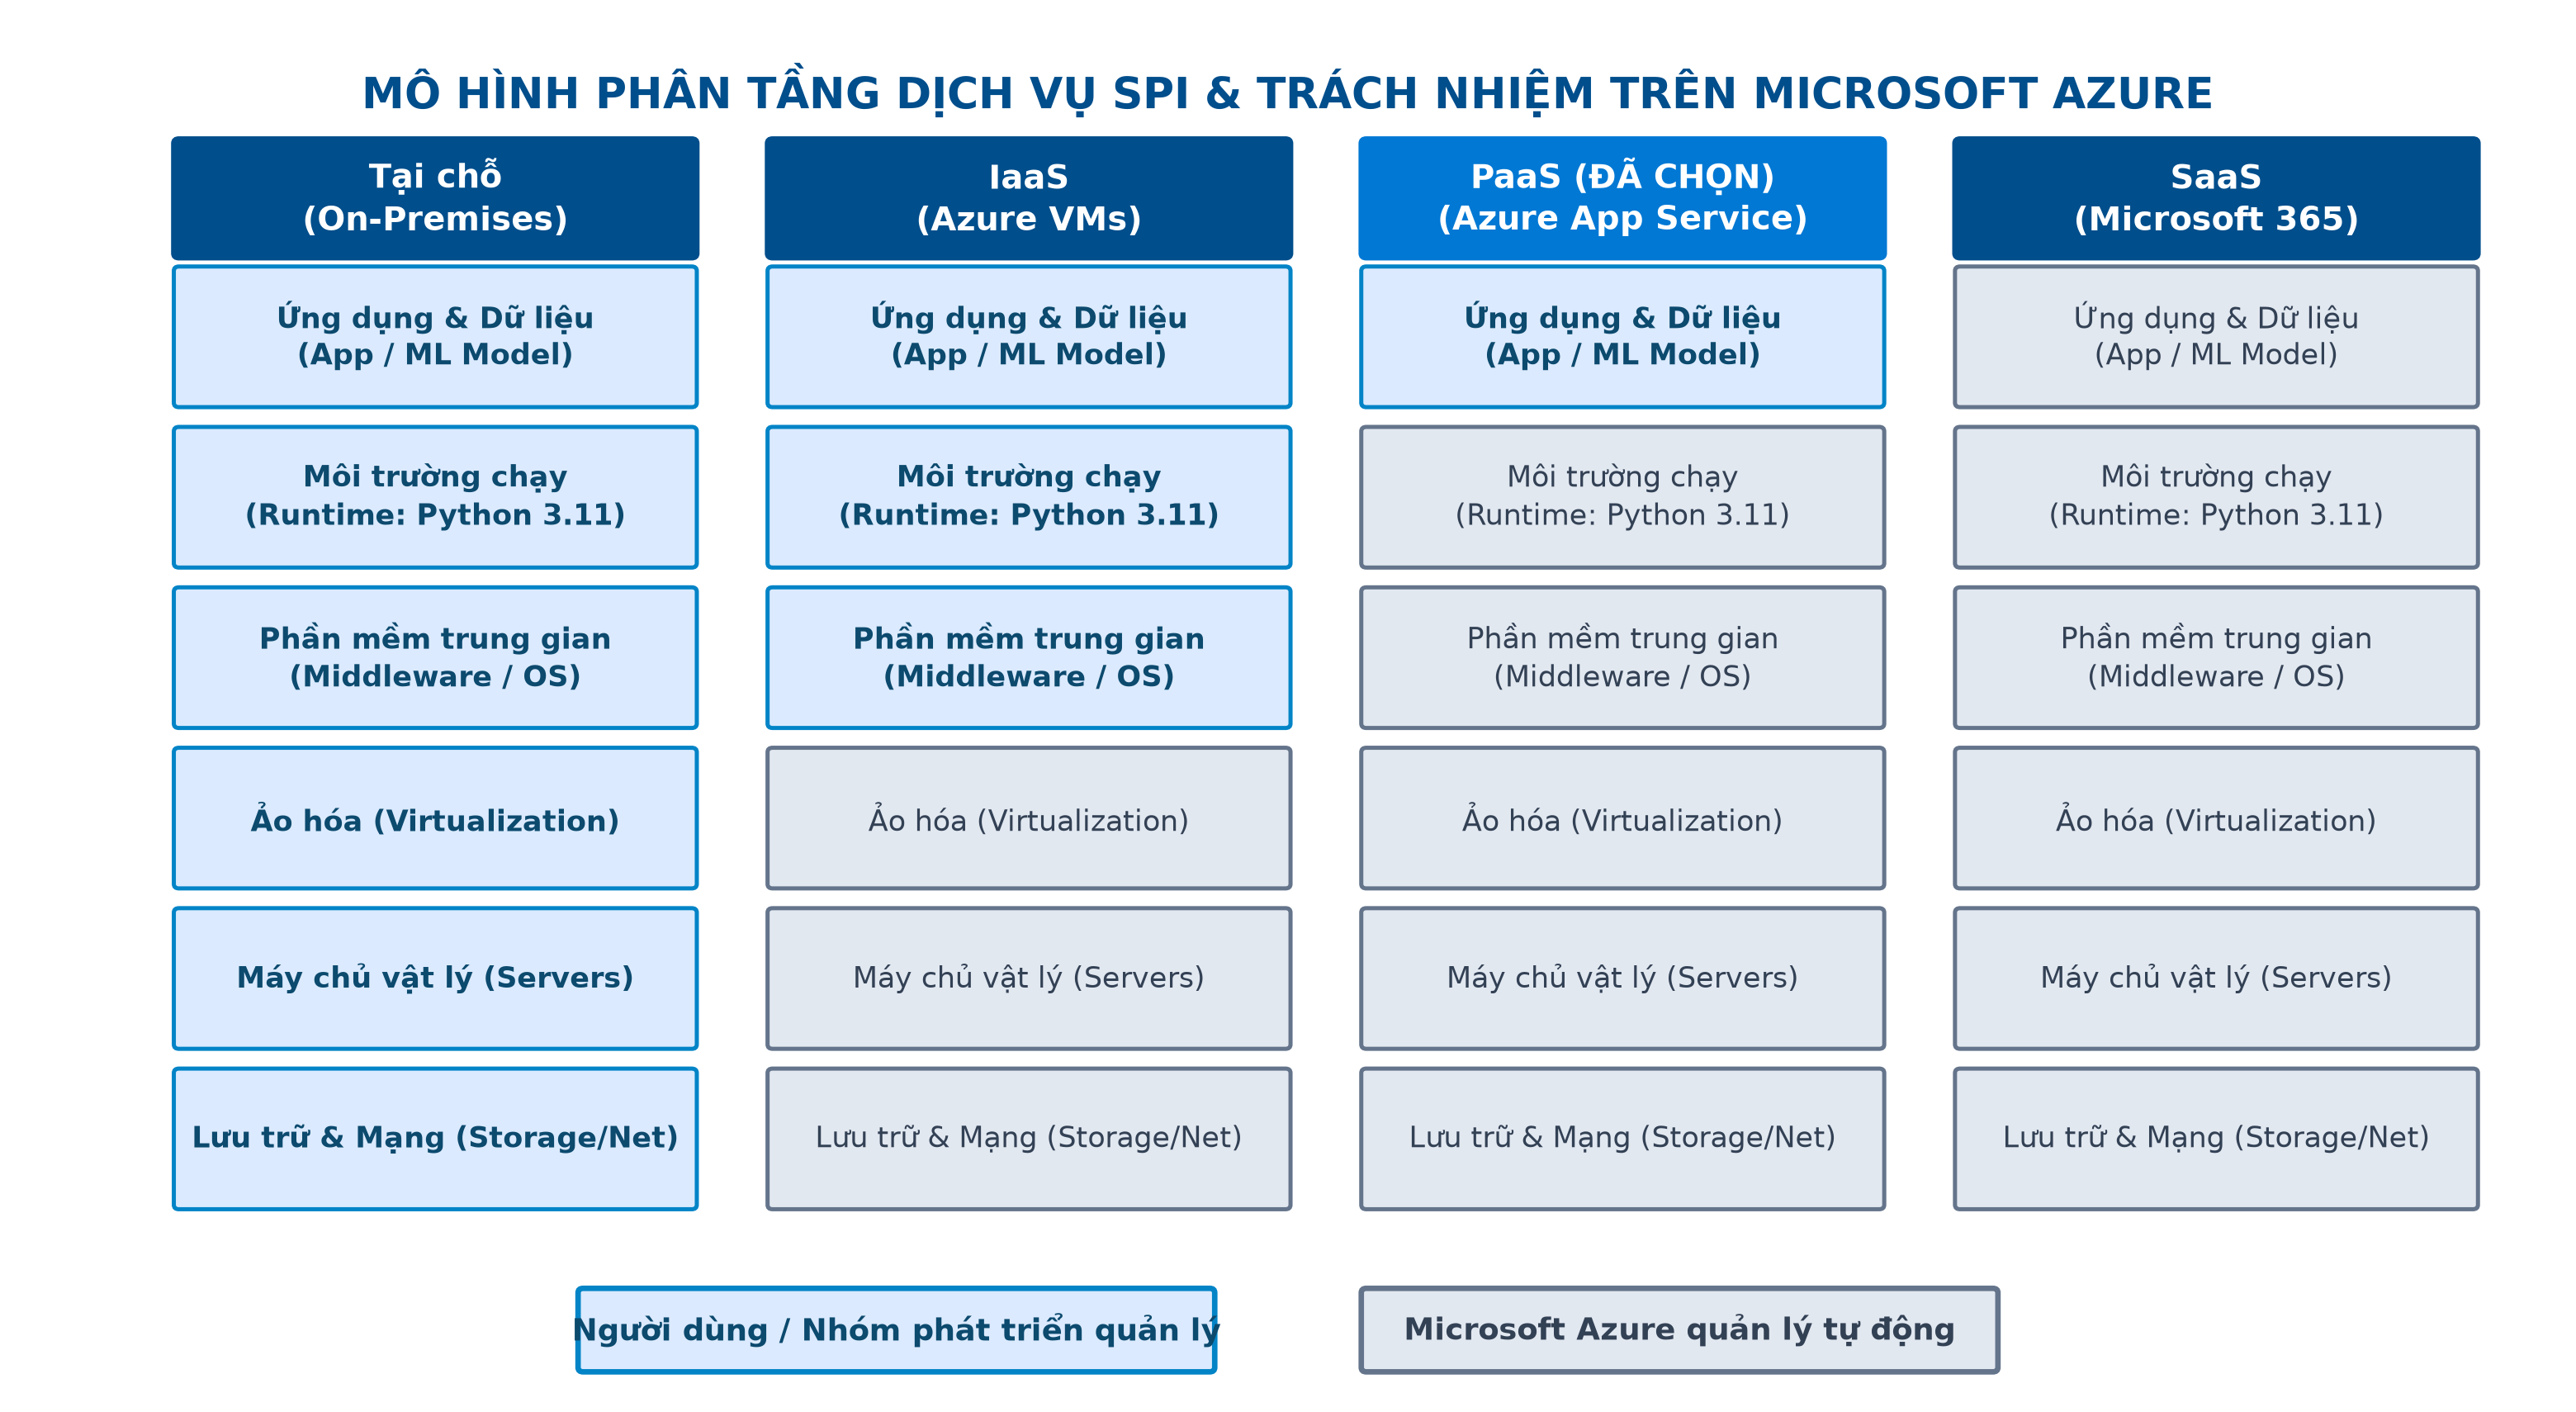 MÔ HÌNH PHÂN TẦNG DỊCH VỤ SPI & TRÁCH NHIỆM TRÊN MICROSOFT AZURE
Tại chỗ
(On-Premises)
Ứng dụng & Dữ liệu
(App / ML Model)
Môi trường chạy
(Runtime: Python 3.11)
Phần mềm trung gian
(Middleware / OS)
Ảo hóa (Virtualization)
Máy chủ vật lý (Servers)
Lưu trữ & Mạng (Storage/Net)
IaaS
(Azure VMs)
Ứng dụng & Dữ liệu
(App / ML Model)
Môi trường chạy
(Runtime: Python 3.11)
Phần mềm trung gian
(Middleware / OS)
Ảo hóa (Virtualization)
Máy chủ vật lý (Servers)
Lưu trữ & Mạng (Storage/Net)
PaaS (ĐÃ CHỌN)
(Azure App Service)
Ứng dụng & Dữ liệu
(App / ML Model)
Môi trường chạy
(Runtime: Python 3.11)
Phần mềm trung gian
(Middleware / OS)
Ảo hóa (Virtualization)
Máy chủ vật lý (Servers)
Lưu trữ & Mạng (Storage/Net)
SaaS
(Microsoft 365)
Ứng dụng & Dữ liệu
(App / ML Model)
Môi trường chạy
(Runtime: Python 3.11)
Phần mềm trung gian
(Middleware / OS)
Ảo hóa (Virtualization)
Máy chủ vật lý (Servers)
Lưu trữ & Mạng (Storage/Net)
Người dùng / Nhóm phát triển quản lý
Microsoft Azure quản lý tự động